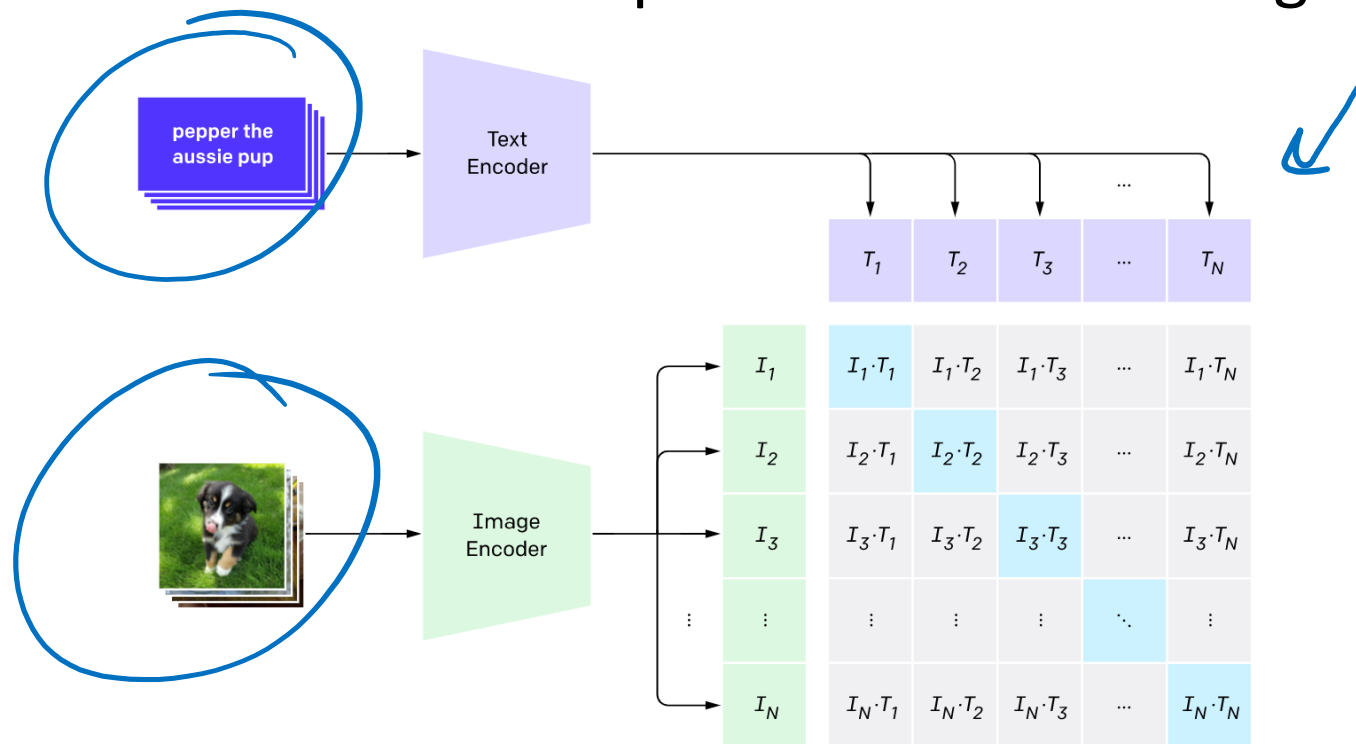 pepper the
aussie pup
Text
Encoder
...
T1 T2 T3 ... TN
I1 I1·T1 I1·T2 I1·T3 ... I1·TN
I2 I2·T1 I2·T2 I2·T3 ... I2·TN
Image
Encoder
I3 I3·T1 I3·T2 I3·T3 ... I3·TN
⋮ ⋮ ⋮ ⋮ ⋮ ⋱ ⋮
IN IN·T1 IN·T2 IN·T3 ... IN·TN